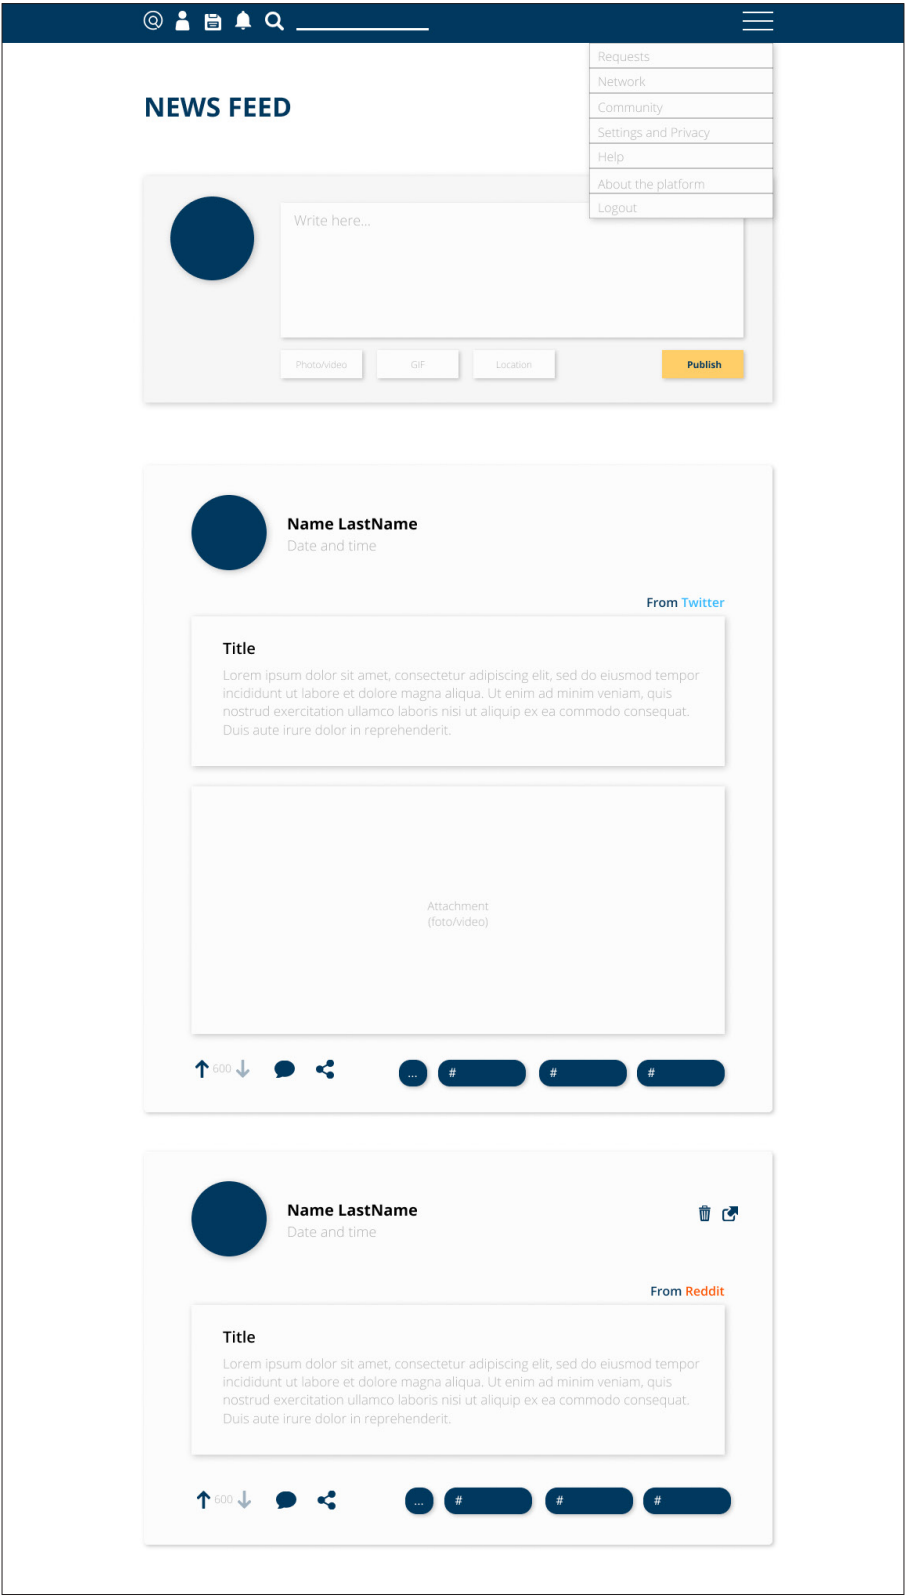 Requests
Network
NEWS FEED
Community
Settings and Privacy
Help
About the platform
Logout
Write here...
Photo/video
GIF
Location
Publish
Name LastName
Date and time
From Twitter
Title
Lorem ipsum dolor sit amet, consectetur adipiscing elit, sed do eiusmod tempor
incididunt ut labore et dolore magna aliqua. Ut enim ad minim veniam, quis
nostrud exercitation ullamco laboris nisi ut aliquip ex ea commodo consequat.
Duis aute irure dolor in reprehenderit.
Attachment
(foto/video)
600
... # # #
Name LastName
Date and time
From Reddit
Title
Lorem ipsum dolor sit amet, consectetur adipiscing elit, sed do eiusmod tempor
incididunt ut labore et dolore magna aliqua. Ut enim ad minim veniam, quis
nostrud exercitation ullamco laboris nisi ut aliquip ex ea commodo consequat.
Duis aute irure dolor in reprehenderit.
600
... # # #